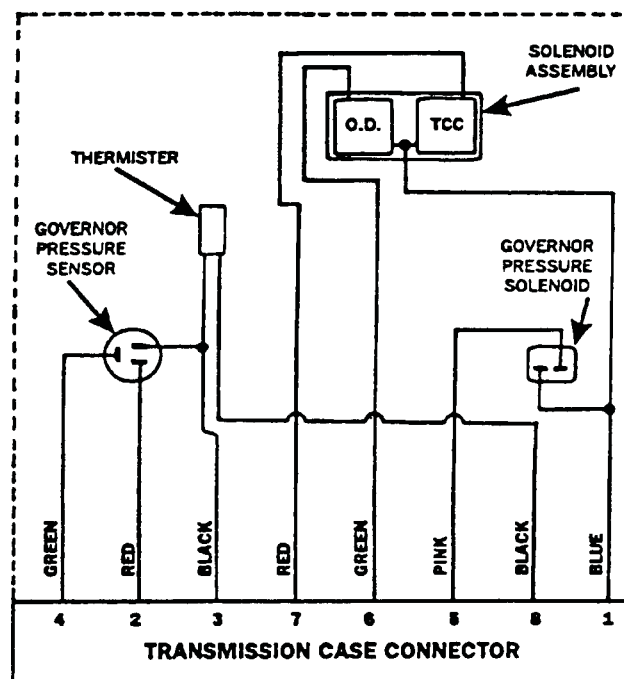 SOLENOID
ASSEMBLY
O.D.
TCC
THERMISTER
GOVERNOR
PRESSURE
SENSOR
GOVERNOR
PRESSURE
SOLENOID
GREEN
RED
BLACK
RED
GREEN
PINK
BLACK
BLUE
4 2 3 7 6 5 8 1
TRANSMISSION CASE CONNECTOR